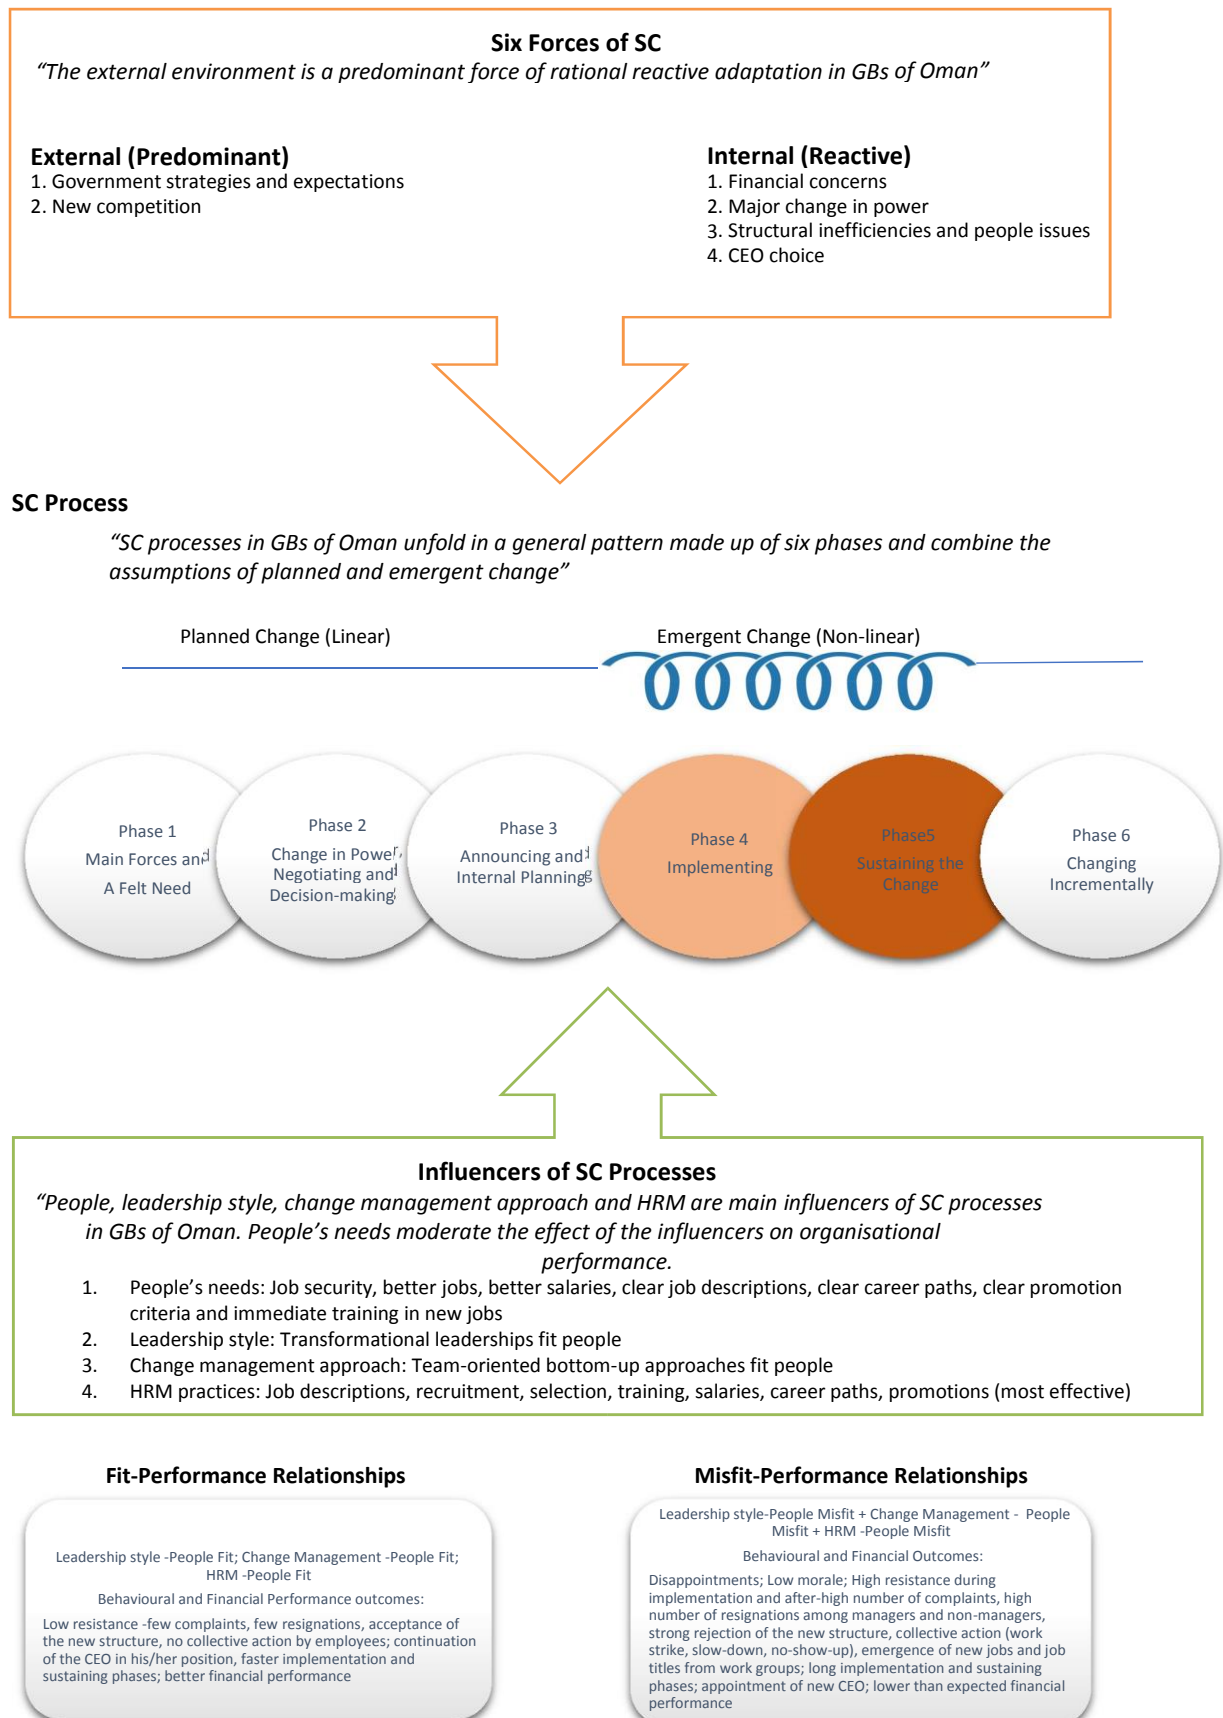 Six Forces of SC
“The external environment is a predominant force of rational reactive adaptation in GBs of Oman”
External (Predominant)
1. Government strategies and expectations
2. New competition
Internal (Reactive)
1. Financial concerns
2. Major change in power
3. Structural inefficiencies and people issues
4. CEO choice
SC Process
“SC processes in GBs of Oman unfold in a general pattern made up of six phases and combine the
assumptions of planned and emergent change”
Planned Change (Linear)
Emergent Change (Non-linear)
Phase 1
Main Forces and
A Felt Need
Phase 2
Change in Power,
Negotiating and
Decision-making
Phase 3
Announcing and
Internal Planning
Phase 4
Implementing
Phase5
Sustaining the
Change
Phase 6
Changing
Incrementally
Influencers of SC Processes
“People, leadership style, change management approach and HRM are main influencers of SC processes
in GBs of Oman. People’s needs moderate the effect of the influencers on organisational
performance.
1. People’s needs: Job security, better jobs, better salaries, clear job descriptions, clear career paths, clear promotion
criteria and immediate training in new jobs
2. Leadership style: Transformational leaderships fit people
3. Change management approach: Team-oriented bottom-up approaches fit people
4. HRM practices: Job descriptions, recruitment, selection, training, salaries, career paths, promotions (most effective)
Fit-Performance Relationships
Leadership style -People Fit; Change Management -People Fit;
HRM -People Fit
Behavioural and Financial Performance outcomes:
Low resistance -few complaints, few resignations, acceptance of
the new structure, no collective action by employees; continuation
of the CEO in his/her position, faster implementation and
sustaining phases; better financial performance
Misfit-Performance Relationships
Leadership style-People Misfit + Change Management - People
Misfit + HRM -People Misfit
Behavioural and Financial Outcomes:
Disappointments; Low morale; High resistance during
implementation and after-high number of complaints, high
number of resignations among managers and non-managers,
strong rejection of the new structure, collective action (work
strike, slow-down, no-show-up), emergence of new jobs and job
titles from work groups; long implementation and sustaining
phases; appointment of new CEO; lower than expected financial
performance